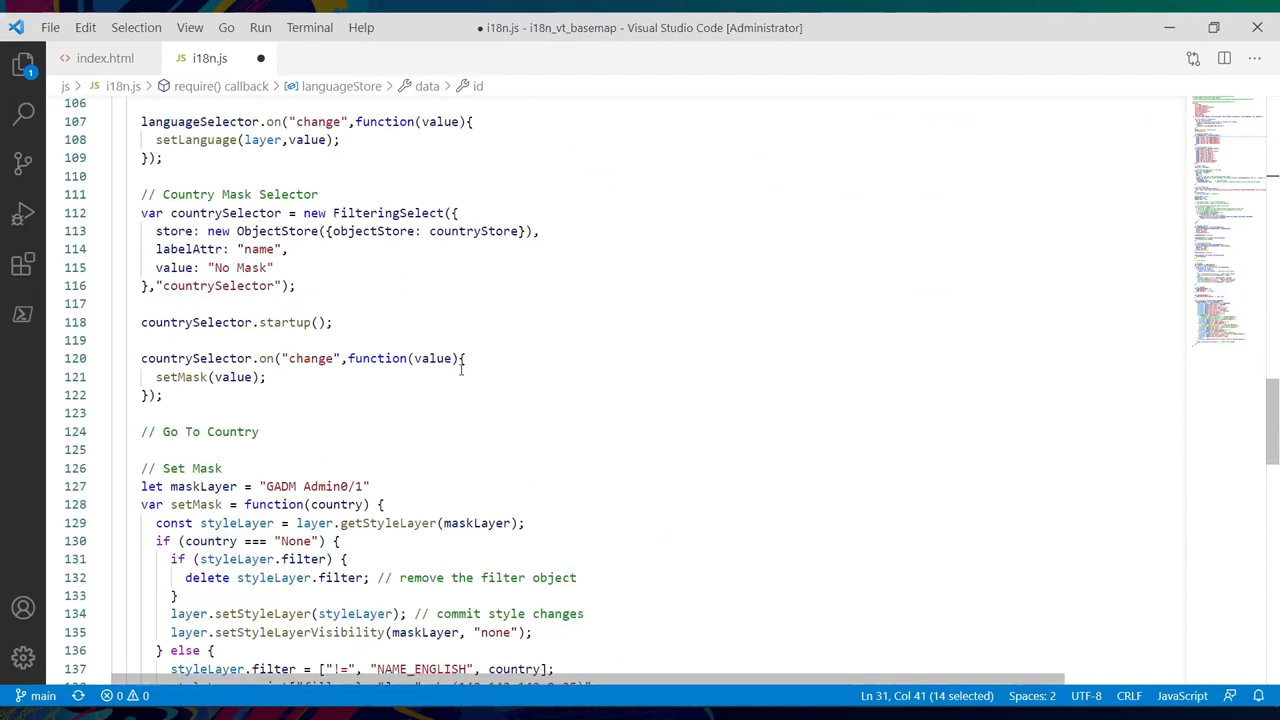 File Edit Selection View Go Run Terminal Help ● i18n.js - i18n_vt_basemap - Visual Studio Code [Administrator]
<> index.html JS i18n.js ●
js > JS i18n.js > require() callback > languageStore > data > id
1
106
107 languageSelector.on("change",function(value){
108 setLanguage(layer,value);
109 });
110
111 // Country Mask Selector
112 var countrySelector = new FilteringSelect({
113 store: new ObjectStore({objectStore: countryStore}),
114 labelAttr: "name",
115 value: "No Mask"
116 },"countrySelector");
117
118 countrySelector.startup();
119
120 countrySelector.on("change",function(value){
121 setMask(value);
122 });
123
124 // Go To Country
125
126 // Set Mask
127 let maskLayer = "GADM Admin0/1"
128 var setMask = function(country) {
129 const styleLayer = layer.getStyleLayer(maskLayer);
130 if (country === "None") {
131 if (styleLayer.filter) {
132 delete styleLayer.filter; // remove the filter object
133 }
134 layer.setStyleLayer(styleLayer); // commit style changes
135 layer.setStyleLayerVisibility(maskLayer, "none");
136 } else {
137 styleLayer.filter = ["!=", "NAME_ENGLISH", country];
main 0 0 Ln 31, Col 41 (14 selected) Spaces: 2 UTF-8 CRLF JavaScript